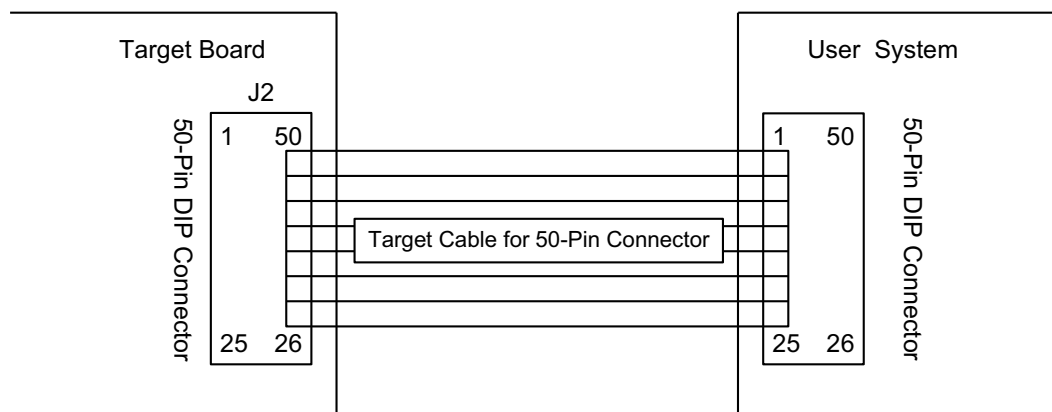 Target Board
User System
J2
50-Pin DIP Connector
1 50
25 26
Target Cable for 50-Pin Connector
1 50
25 26
50-Pin DIP Connector